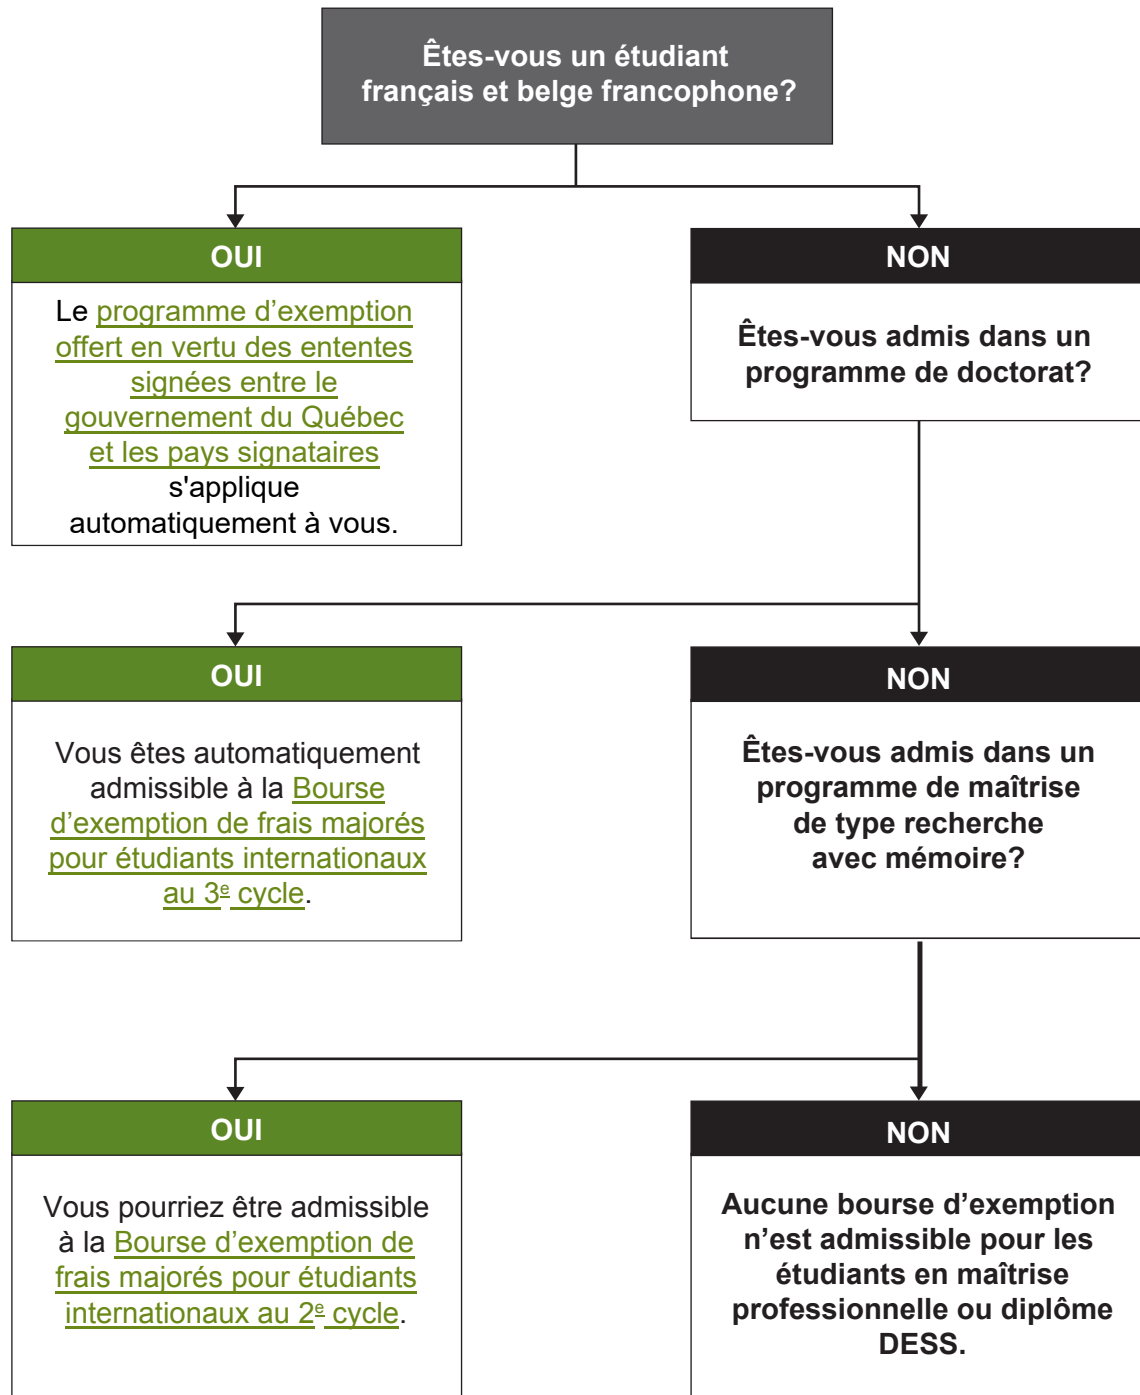 Êtes-vous un étudiant
français et belge francophone?
OUI
Le programme d’exemption
offert en vertu des ententes
signées entre le
gouvernement du Québec
et les pays signataires
s'applique
automatiquement à vous.
NON
Êtes-vous admis dans un
programme de doctorat?
OUI
Vous êtes automatiquement
admissible à la Bourse
d’exemption de frais majorés
pour étudiants internationaux
au 3e cycle.
NON
Êtes-vous admis dans un
programme de maîtrise
de type recherche
avec mémoire?
OUI
Vous pourriez être admissible
à la Bourse d’exemption de
frais majorés pour étudiants
internationaux au 2e cycle.
NON
Aucune bourse d’exemption
n’est admissible pour les
étudiants en maîtrise
professionnelle ou diplôme
DESS.